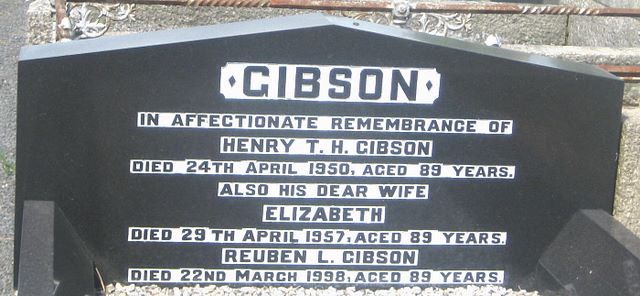 GIBSON
IN AFFECTIONATE REMEMBRANCE OF
HENRY T. H. GIBSON
DIED 24TH APRIL 1950, AGED 89 YEARS.
ALSO HIS DEAR WIFE
ELIZABETH
DIED 29TH APRIL 1957, AGED 89 YEARS.
REUBEN L. GIBSON
DIED 22ND MARCH 1998, AGED 89 YEARS.